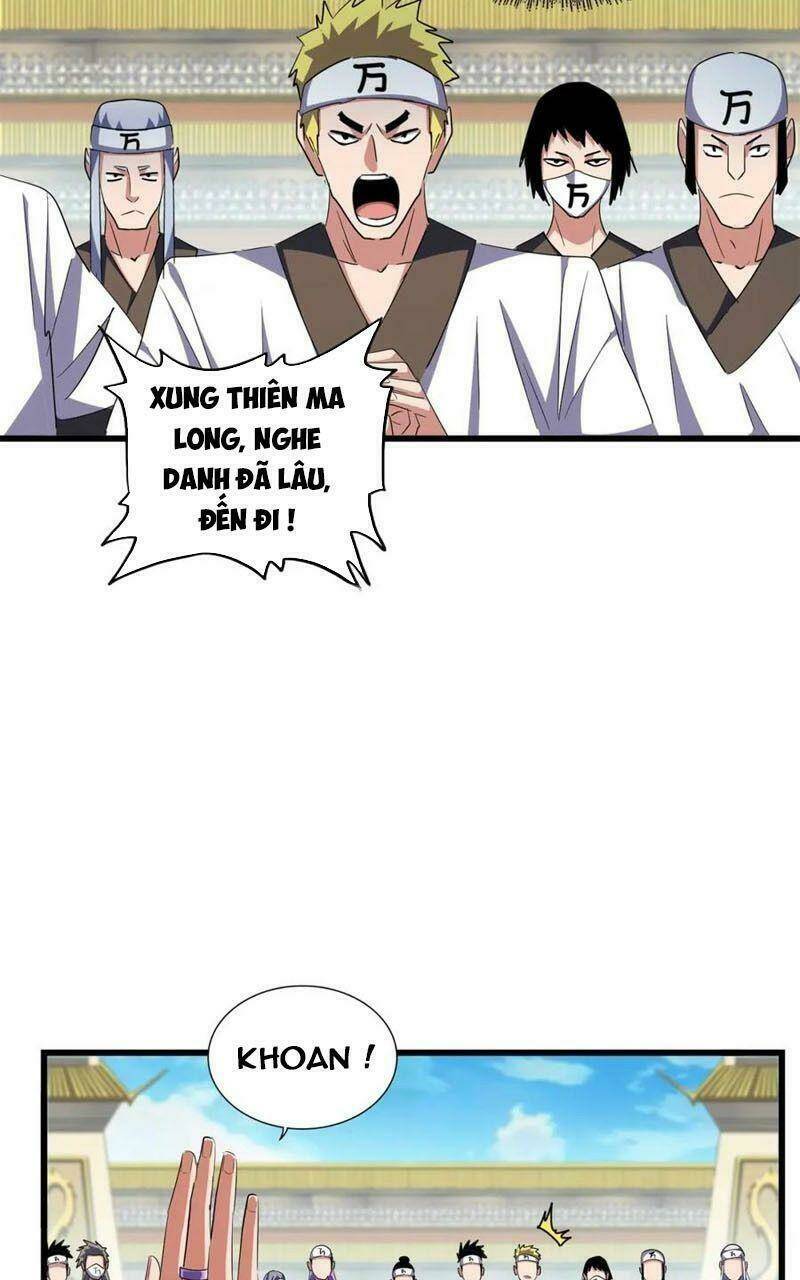 万
万
万
万
XUNG THIÊN MA
LONG, NGHE
DANH ĐÃ LÂU,
ĐẾN ĐI !
KHOAN !